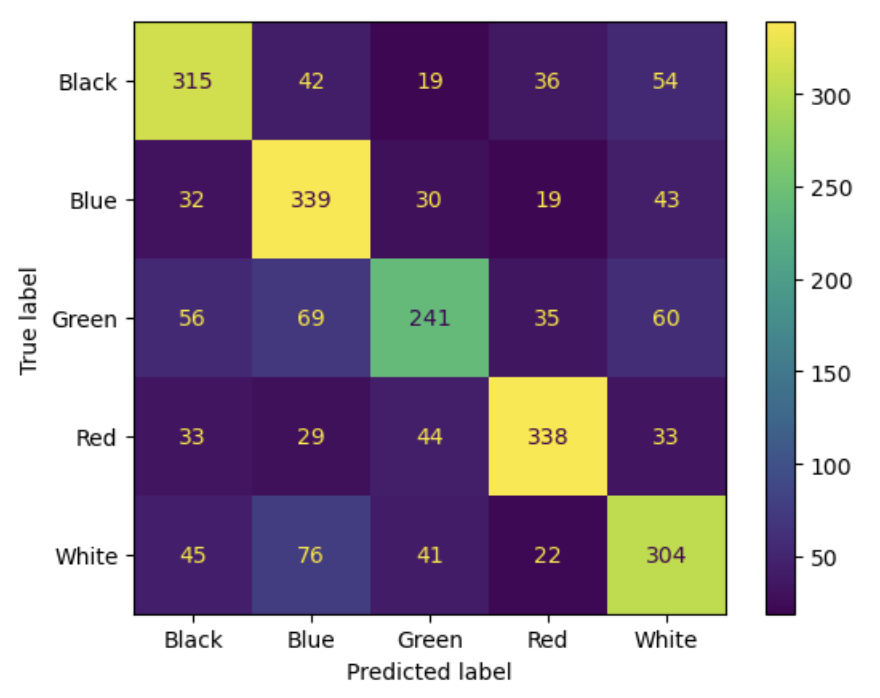 Black 315 42 19 36 54
Blue 32 339 30 19 43
Green 56 69 241 35 60
Red 33 29 44 338 33
White 45 76 41 22 304
Black Blue Green Red White
Predicted label
True label
300
250
200
150
100
50